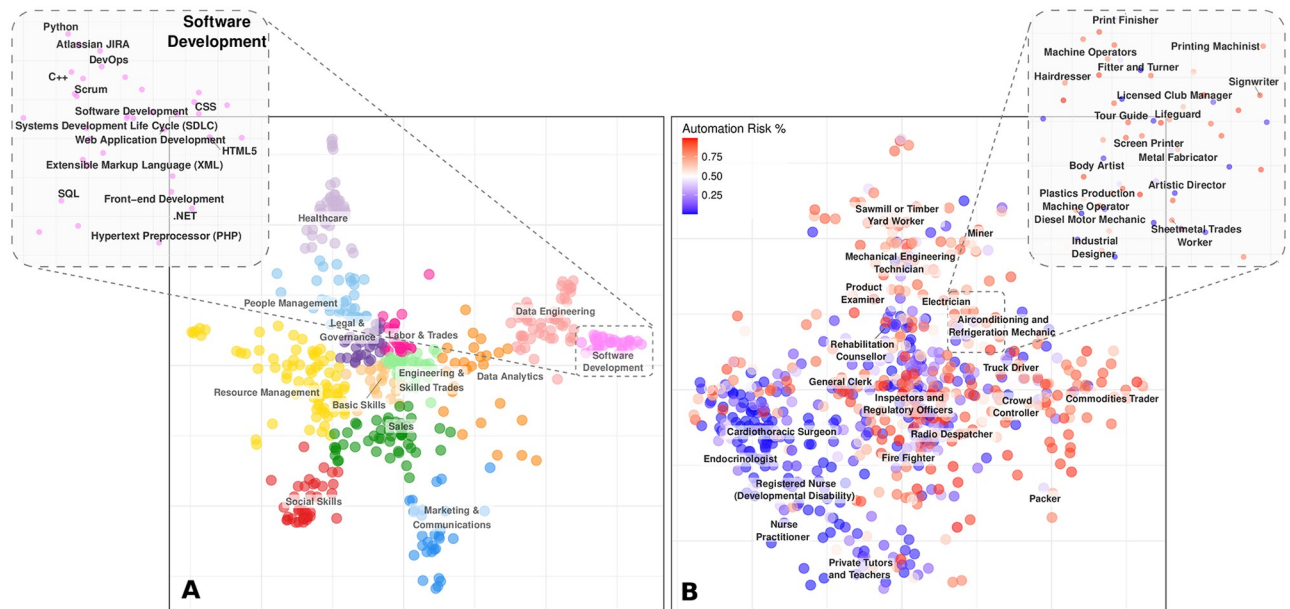 Software
Development
Python
Atlassian JIRA
DevOps
C++
Scrum
Software Development
CSS
Systems Development Life Cycle (SDLC)
Web Application Development
HTML5
Extensible Markup Language (XML)
SQL
Front-end Development
.NET
Hypertext Preprocessor (PHP)
Healthcare
People Management
Legal &
Governance
Labor & Trades
Data Engineering
Software
Development
Engineering &
Skilled Trades
Data Analytics
Resource Management
Basic Skills
Sales
Social Skills
Marketing &
Communications
A
Automation Risk %
0.75
0.50
0.25
Sawmill or Timber
Yard Worker
Miner
Mechanical Engineering
Technician
Product
Examiner
Electrician
Airconditioning and
Refrigeration Mechanic
Rehabilitation
Counsellor
Truck Driver
General Clerk
Inspectors and
Regulatory Officers
Crowd
Controller
Commodities Trader
Cardiothoracic Surgeon
Radio Despatcher
Endocrinologist
Fire Fighter
Registered Nurse
(Developmental Disability)
Packer
Nurse
Practitioner
Private Tutors
and Teachers
B
Print Finisher
Machine Operators
Printing Machinist
Fitter and Turner
Hairdresser
Signwriter
Licensed Club Manager
Tour Guide
Lifeguard
Screen Printer
Metal Fabricator
Body Artist
Artistic Director
Plastics Production
Machine Operator
Diesel Motor Mechanic
Sheetmetal Trades
Worker
Industrial
Designer